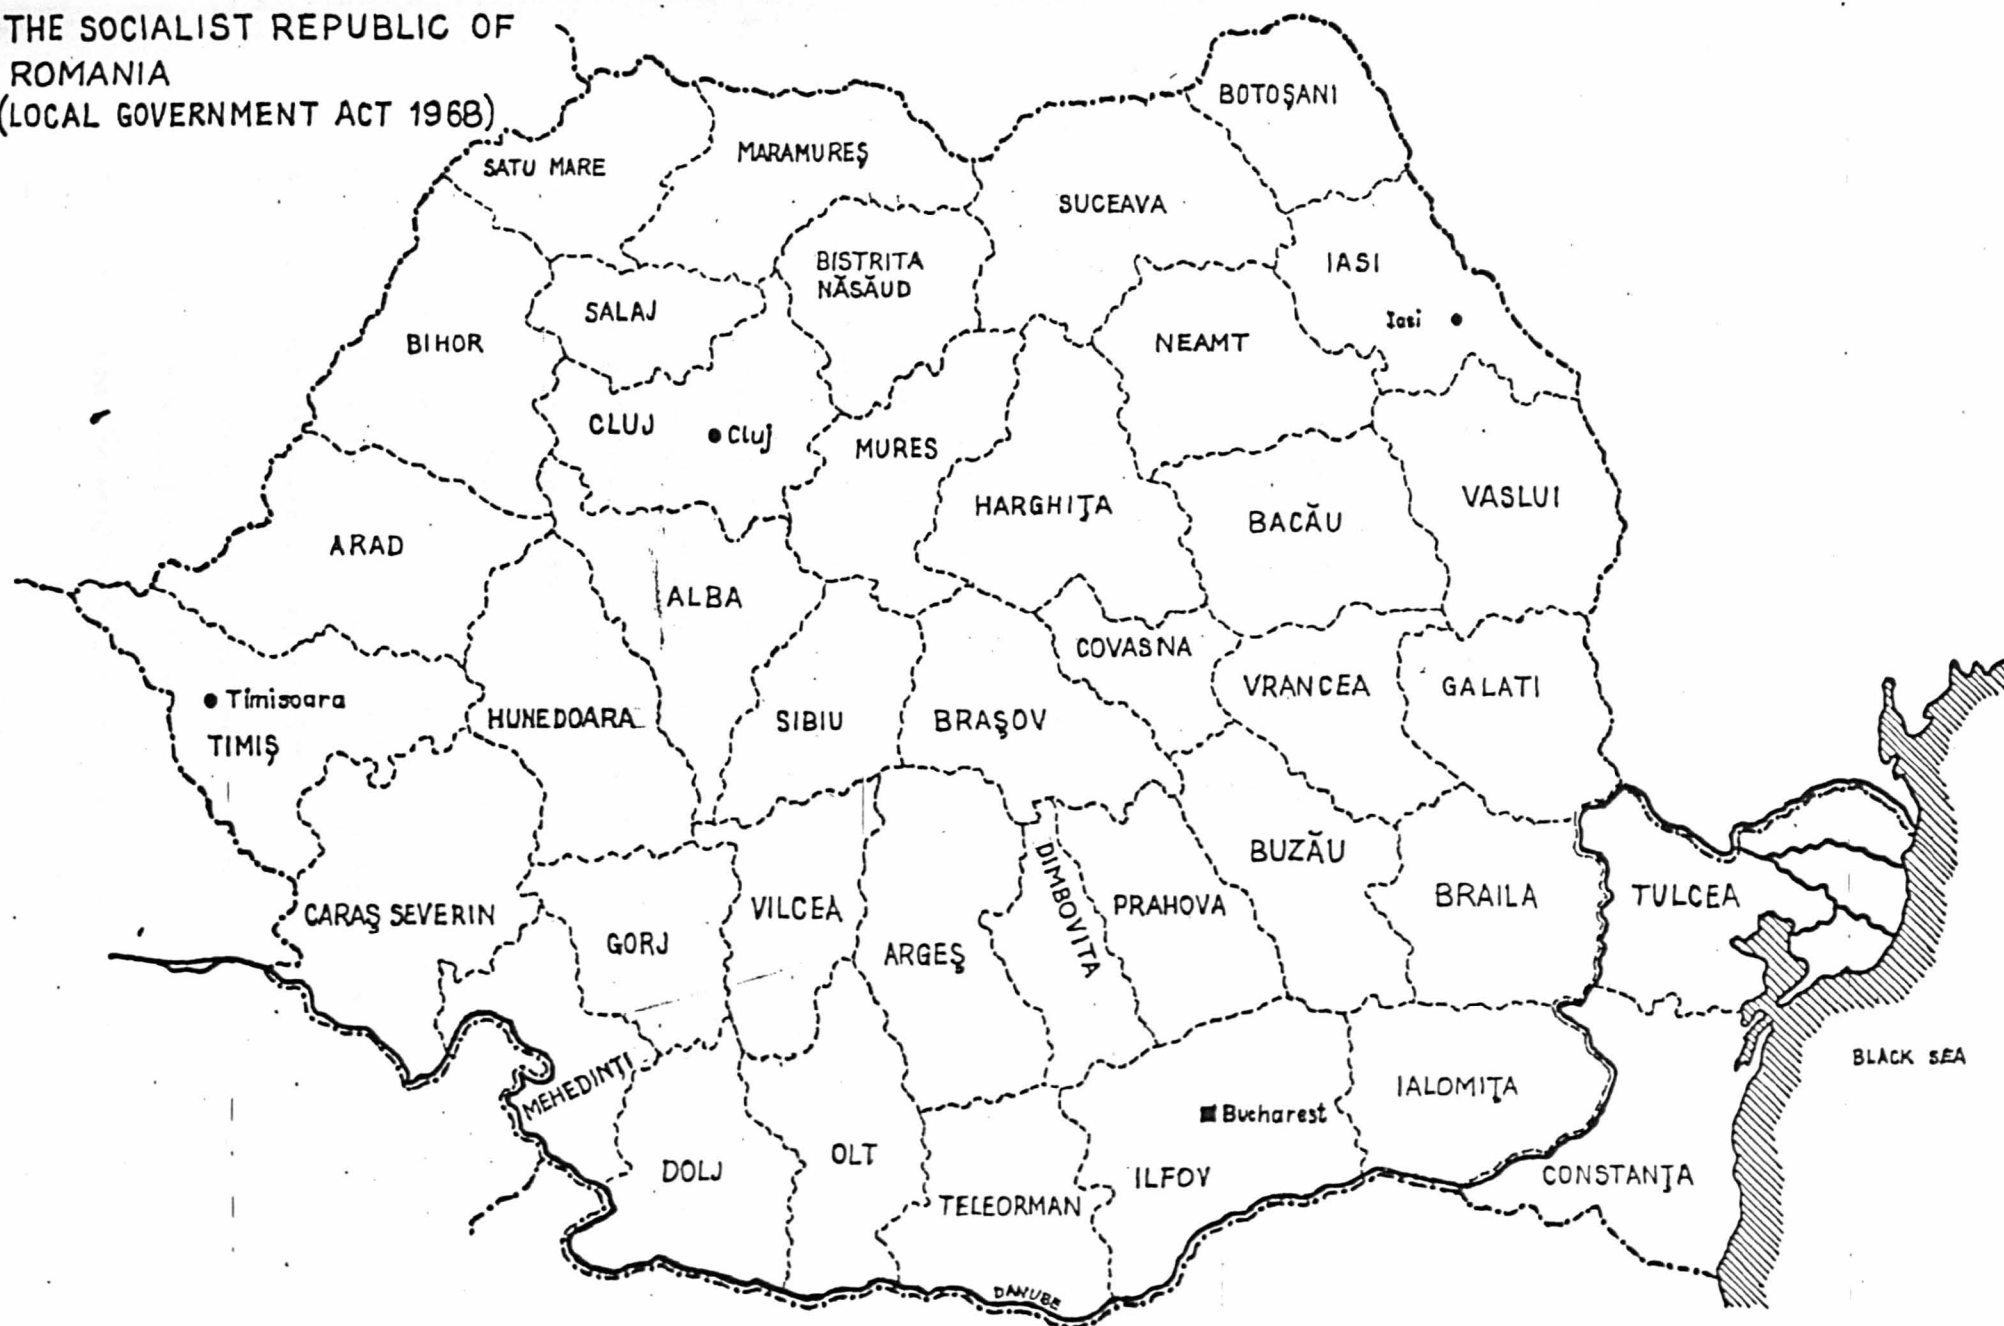 THE SOCIALIST REPUBLIC OF
ROMANIA
(LOCAL GOVERNMENT ACT 1968)
BOTOŞANI
SATU MARE
MARAMUREŞ
SUCEAVA
BISTRITA
NĂSĂUD
IASI
SALAJ
Iasi
BIHOR
NEAMT
CLUJ
Cluj
MURES
HARGHIŢA
BACĂU
VASLUI
ARAD
ALBA
COVASNA
VRANCEA
GALATI
Timisoara
TIMIŞ
HUNEDOARA
SIBIU
BRAŞOV
BUZĂU
DIMBOVITA
PRAHOVA
BRAILA
TULCEA
CARAŞ SEVERIN
GORJ
VILCEA
ARGEŞ
BLACK SEA
MEHEDINŢI
IALOMIŢA
Bucharest
DOLJ
OLT
TELEORMAN
ILFOV
CONSTANŢA
DANUBE